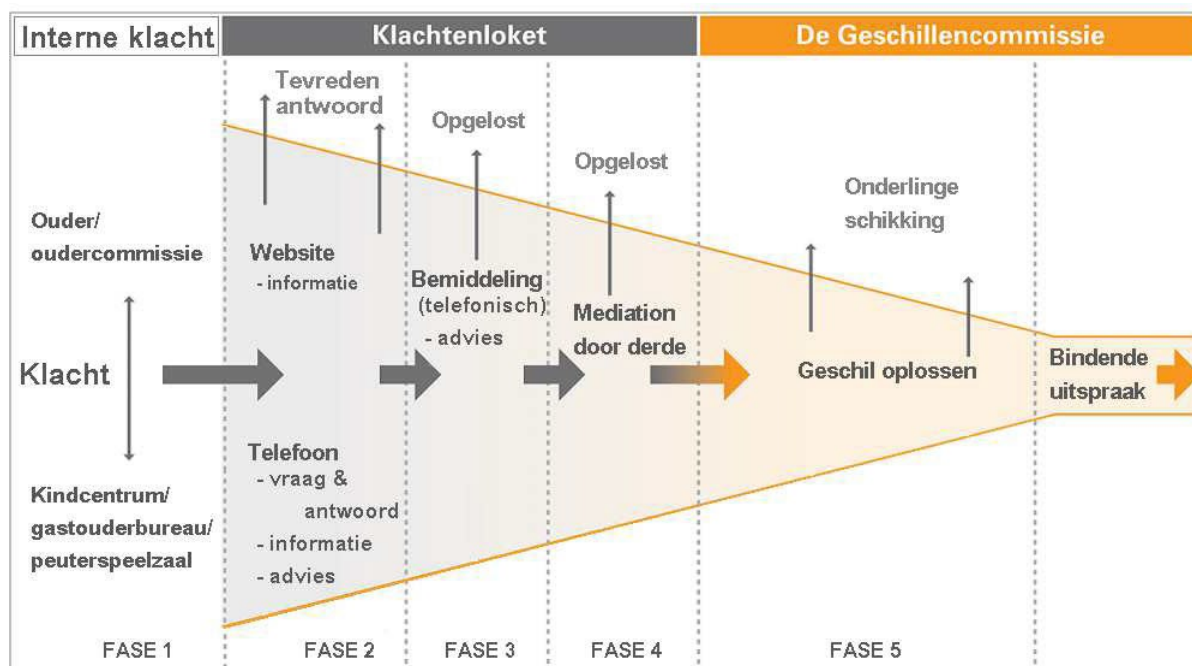 Interne klacht
Klachtenloket
De Geschillencommissie
Ouder/
oudercommissie
Klacht
Kindcentrum/
gastouderbureau/
peuterspeelzaal
Tevreden
antwoord
Website
- informatie
Telefoon
- vraag &
antwoord
- informatie
- advies
Opgelost
Bemiddeling
(telefonisch)
- advies
Opgelost
Mediation
door derde
Onderlinge
schikking
Geschil oplossen
Bindende
uitspraak
FASE 1
FASE 2
FASE 3
FASE 4
FASE 5